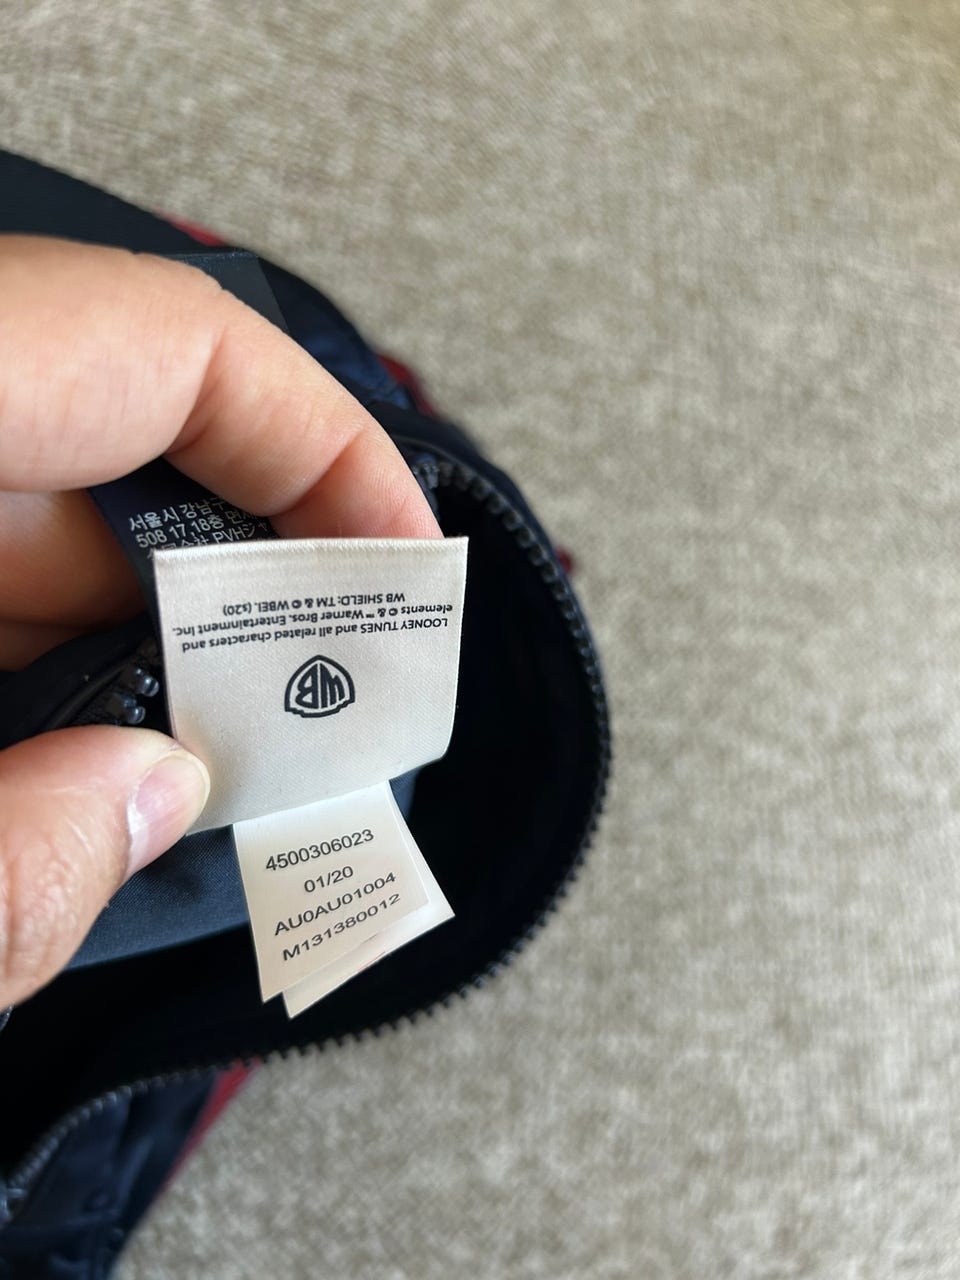 서울시 강남구
508 17 18층
PVH
LOONEY TUNES and all related characters and
elements © & ™ Warner Bros. Entertainment Inc.
WB SHIELD: TM & © WBEI. (s20)
WB
4500306023
01/20
AU0AU01004
M131380012